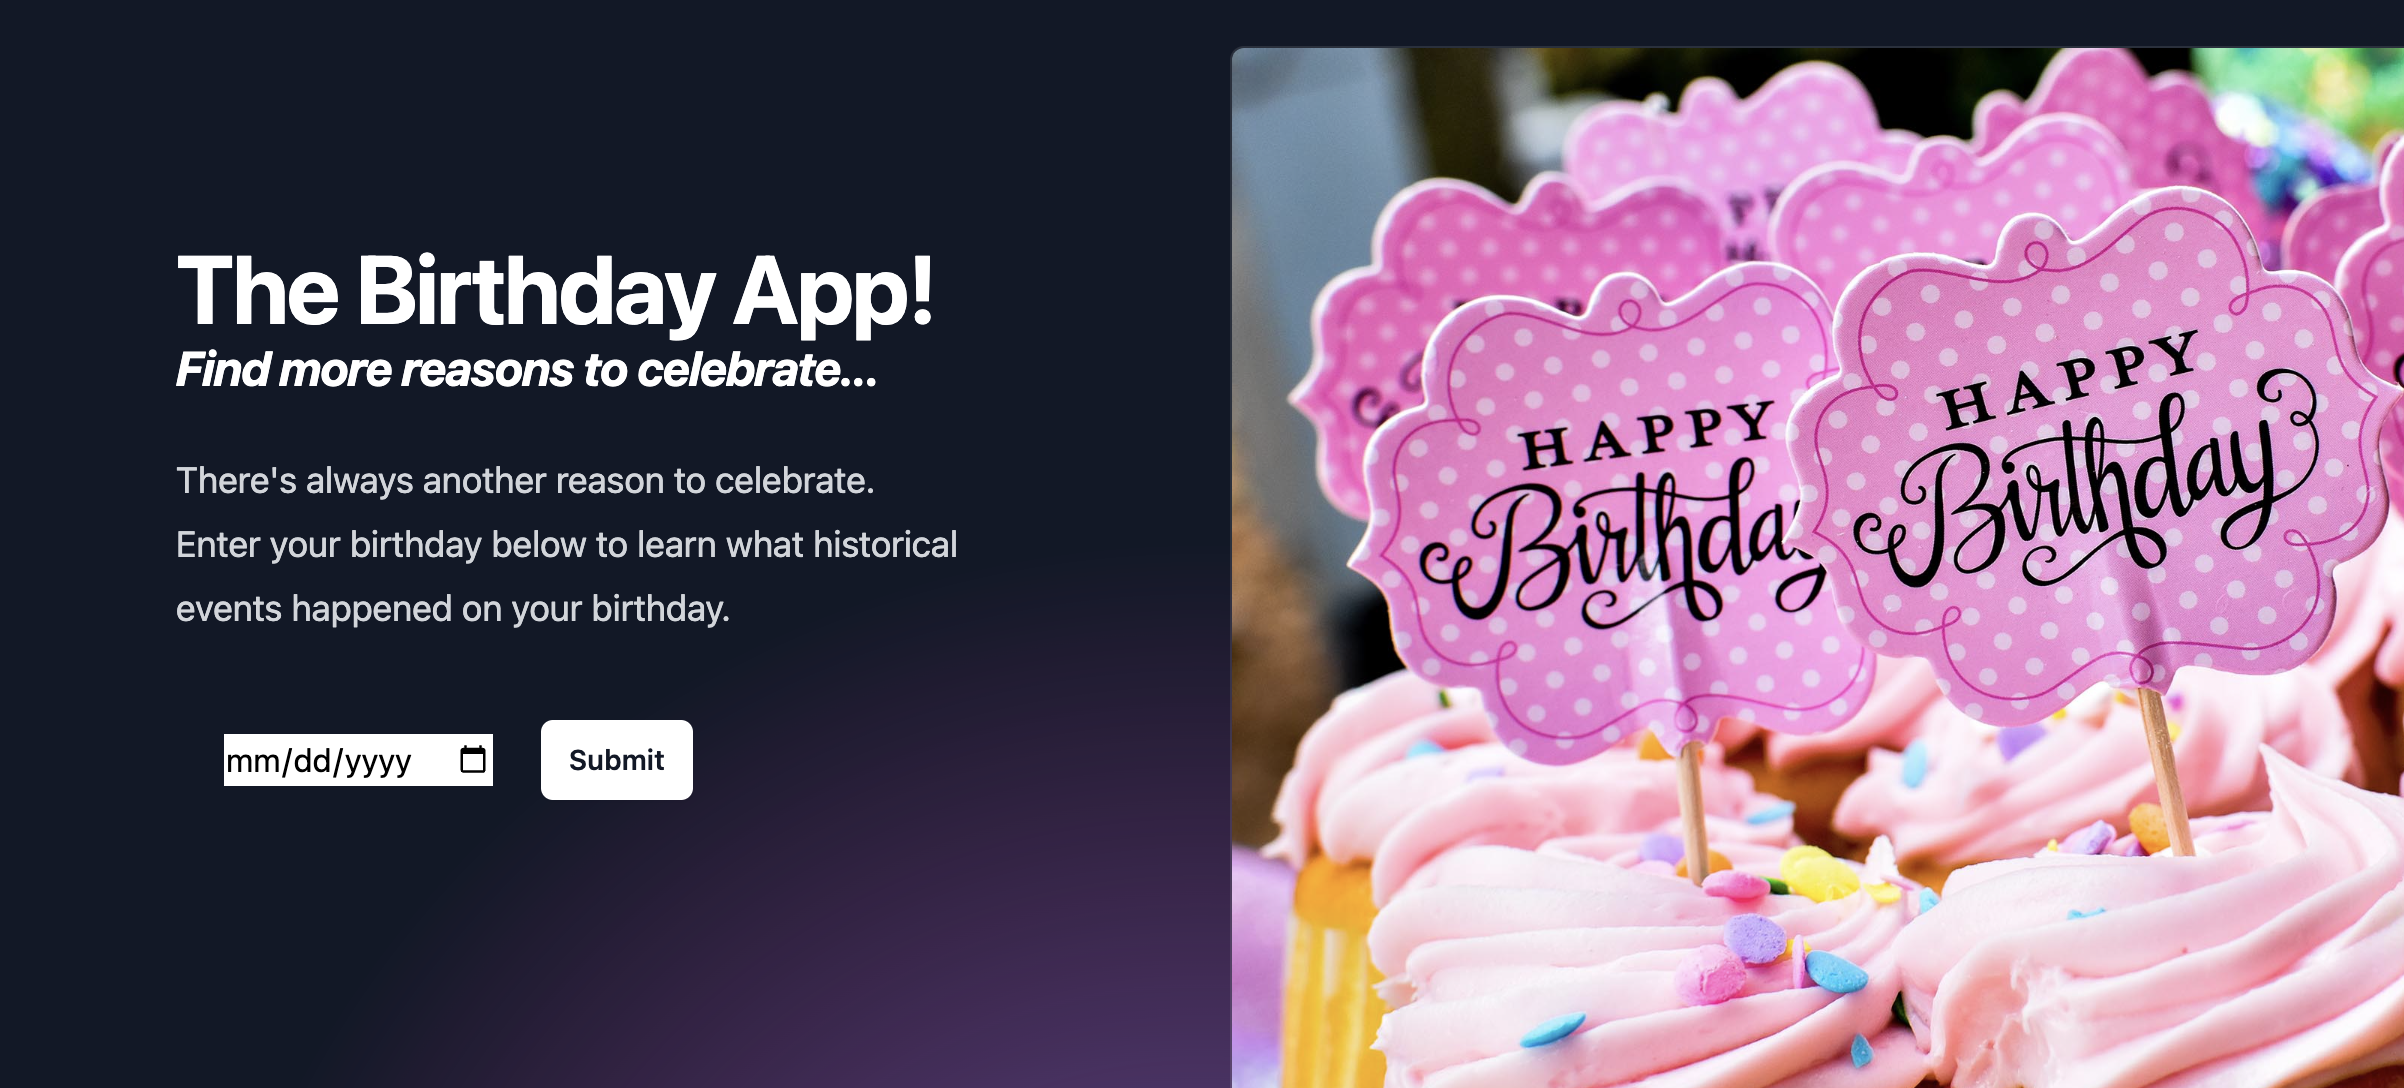 The Birthday App!
Find more reasons to celebrate...
There's always another reason to celebrate.
Enter your birthday below to learn what historical
events happened on your birthday.
mm/dd/yyyy
Submit
HAPPY
Birthday
HAPPY
Birthday